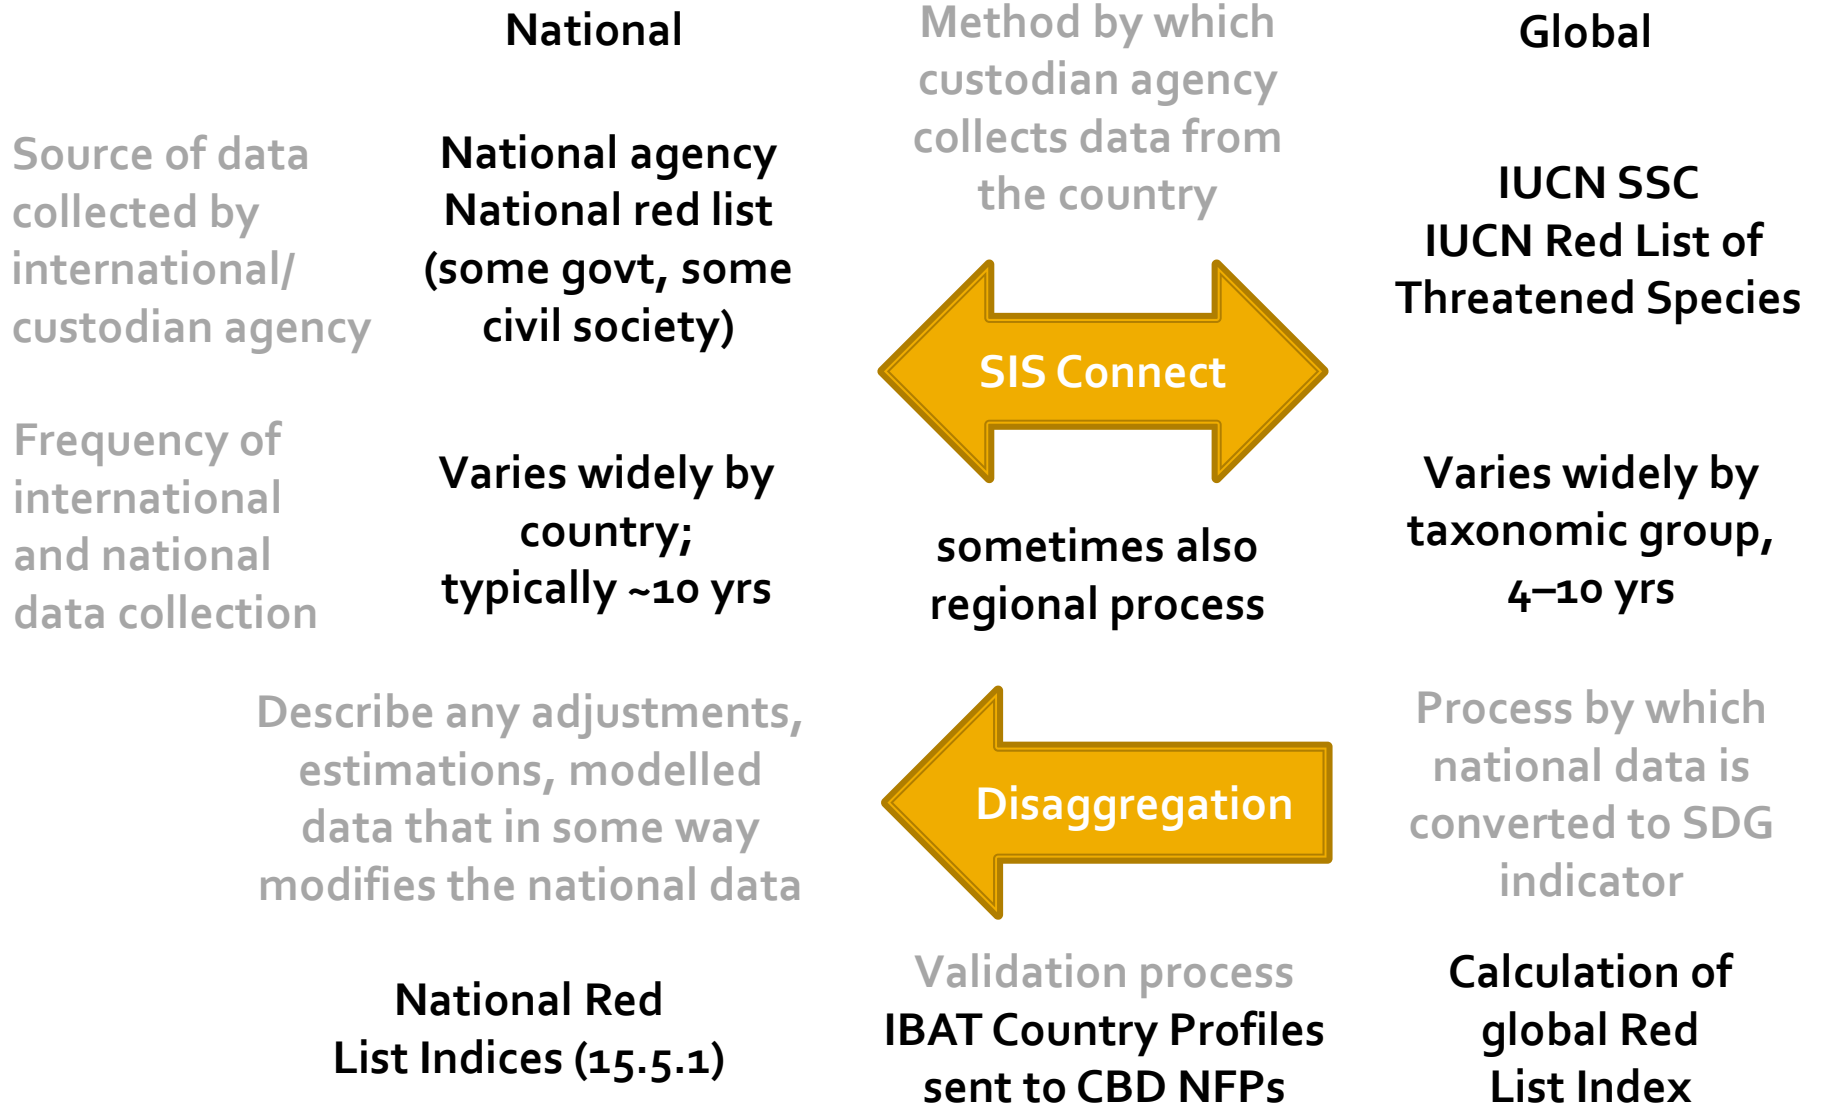 National
Method by which
custodian agency
collects data from
the country
Global
Source of data
collected by
international/
custodian agency
National agency
National red list
(some govt, some
civil society)
SIS Connect
IUCN SSC
IUCN Red List of
Threatened Species
Frequency of
international
and national
data collection
Varies widely by
country;
typically ~10 yrs
sometimes also
regional process
Varies widely by
taxonomic group,
4–10 yrs
Describe any adjustments,
estimations, modelled
data that in some way
modifies the national data
Disaggregation
Process by which
national data is
converted to SDG
indicator
National Red
List Indices (15.5.1)
Validation process
IBAT Country Profiles
sent to CBD NFPs
Calculation of
global Red
List Index